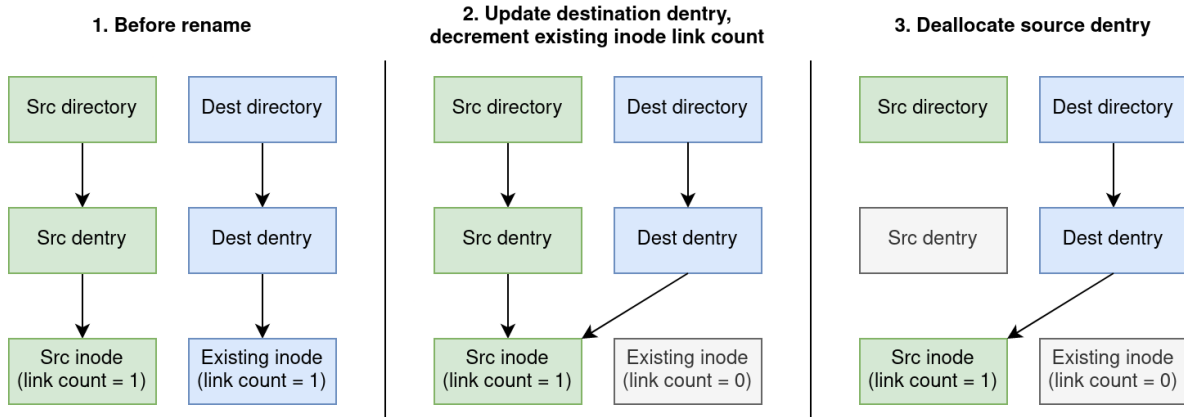 1. Before rename
Src directory
Dest directory
Src dentry
Dest dentry
Src inode
(link count = 1)
Existing inode
(link count = 1)
2. Update destination dentry,
decrement existing inode link count
Src directory
Dest directory
Src dentry
Dest dentry
Src inode
(link count = 1)
Existing inode
(link count = 0)
3. Deallocate source dentry
Src directory
Dest directory
Src dentry
Dest dentry
Src inode
(link count = 1)
Existing inode
(link count = 0)